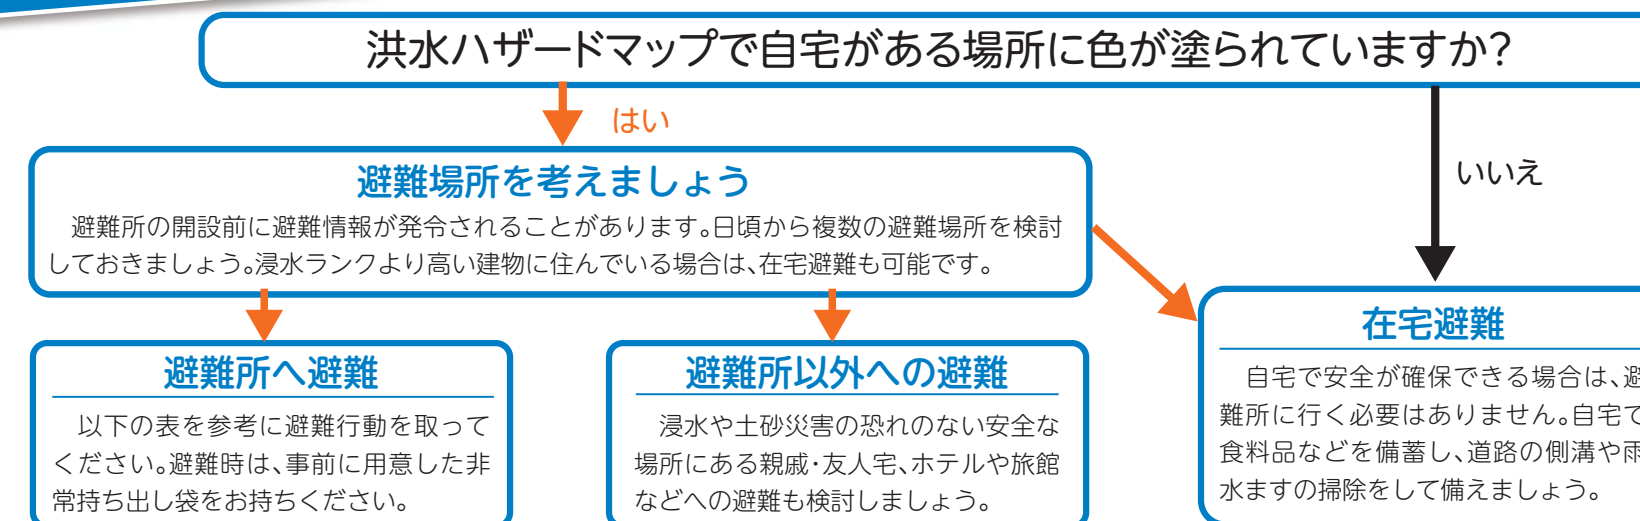 洪水ハザードマップで自宅がある場所に色が塗られていますか?
はい
いいえ
避難場所を考えましょう
避難所の開設前に避難情報が発令されることがあります。日頃から複数の避難場所を検討
しておきましょう。浸水ランクより高い建物に住んでいる場合は、在宅避難も可能です。
避難所へ避難
以下の表を参考に避難行動を取って
ください。避難時は、事前に用意した非
常持ち出し袋をお持ちください。
避難所以外への避難
浸水や土砂災害の恐れのない安全な
場所にある親戚・友人宅、ホテルや旅館
などへの避難も検討しましょう。
在宅避難
自宅で安全が確保できる場合は、避
難所に行く必要はありません。自宅で
食料品などを備蓄し、道路の側溝や雨
水ますの掃除をして備えましょう。